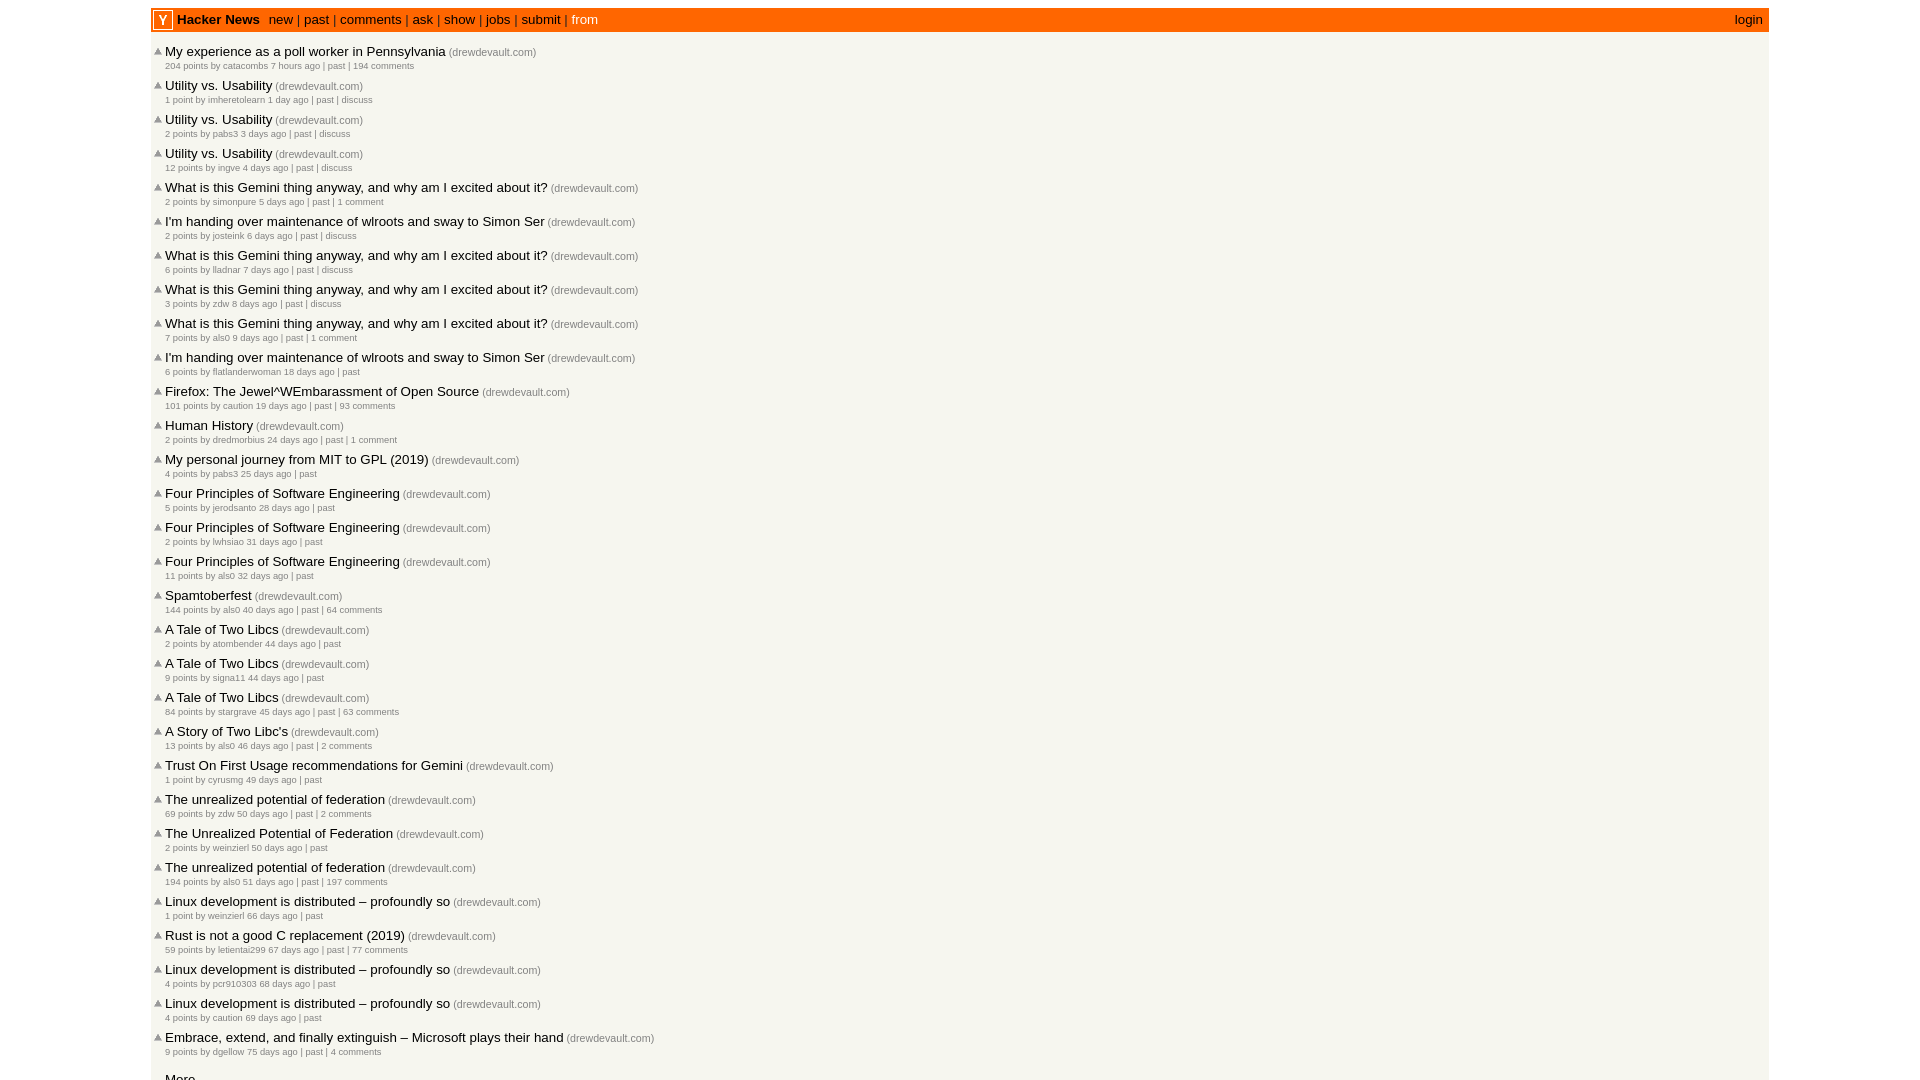 Y Hacker News new | past | comments | ask | show | jobs | submit | from login
My experience as a poll worker in Pennsylvania (drewdevault.com)
204 points by catacombs 7 hours ago | past | 194 comments
Utility vs. Usability (drewdevault.com)
1 point by imheretolearn 1 day ago | past | discuss
Utility vs. Usability (drewdevault.com)
2 points by pabs3 3 days ago | past | discuss
Utility vs. Usability (drewdevault.com)
12 points by ingve 4 days ago | past | discuss
What is this Gemini thing anyway, and why am I excited about it? (drewdevault.com)
2 points by simonpure 5 days ago | past | 1 comment
I'm handing over maintenance of wlroots and sway to Simon Ser (drewdevault.com)
2 points by josteink 6 days ago | past | discuss
What is this Gemini thing anyway, and why am I excited about it? (drewdevault.com)
6 points by lladnar 7 days ago | past | discuss
What is this Gemini thing anyway, and why am I excited about it? (drewdevault.com)
3 points by zdw 8 days ago | past | discuss
What is this Gemini thing anyway, and why am I excited about it? (drewdevault.com)
7 points by als0 9 days ago | past | 1 comment
I'm handing over maintenance of wlroots and sway to Simon Ser (drewdevault.com)
6 points by flatlanderwoman 18 days ago | past
Firefox: The Jewel^WEmbarassment of Open Source (drewdevault.com)
101 points by caution 19 days ago | past | 93 comments
Human History (drewdevault.com)
2 points by dredmorbius 24 days ago | past | 1 comment
My personal journey from MIT to GPL (2019) (drewdevault.com)
4 points by pabs3 25 days ago | past
Four Principles of Software Engineering (drewdevault.com)
5 points by jerodsanto 28 days ago | past
Four Principles of Software Engineering (drewdevault.com)
2 points by lwhsiao 31 days ago | past
Four Principles of Software Engineering (drewdevault.com)
11 points by als0 32 days ago | past
Spamtoberfest (drewdevault.com)
144 points by als0 40 days ago | past | 64 comments
A Tale of Two Libcs (drewdevault.com)
2 points by atombender 44 days ago | past
A Tale of Two Libcs (drewdevault.com)
9 points by signa11 44 days ago | past
A Tale of Two Libcs (drewdevault.com)
84 points by stargrave 45 days ago | past | 63 comments
A Story of Two Libc's (drewdevault.com)
13 points by als0 46 days ago | past | 2 comments
Trust On First Usage recommendations for Gemini (drewdevault.com)
1 point by cyrusmg 49 days ago | past
The unrealized potential of federation (drewdevault.com)
69 points by zdw 50 days ago | past | 2 comments
The Unrealized Potential of Federation (drewdevault.com)
2 points by weinzierl 50 days ago | past
The unrealized potential of federation (drewdevault.com)
194 points by als0 51 days ago | past | 197 comments
Linux development is distributed – profoundly so (drewdevault.com)
1 point by weinzierl 66 days ago | past
Rust is not a good C replacement (2019) (drewdevault.com)
59 points by letientai299 67 days ago | past | 77 comments
Linux development is distributed – profoundly so (drewdevault.com)
4 points by pcr910303 68 days ago | past
Linux development is distributed – profoundly so (drewdevault.com)
4 points by caution 69 days ago | past
Embrace, extend, and finally extinguish – Microsoft plays their hand (drewdevault.com)
9 points by dgellow 75 days ago | past | 4 comments
More